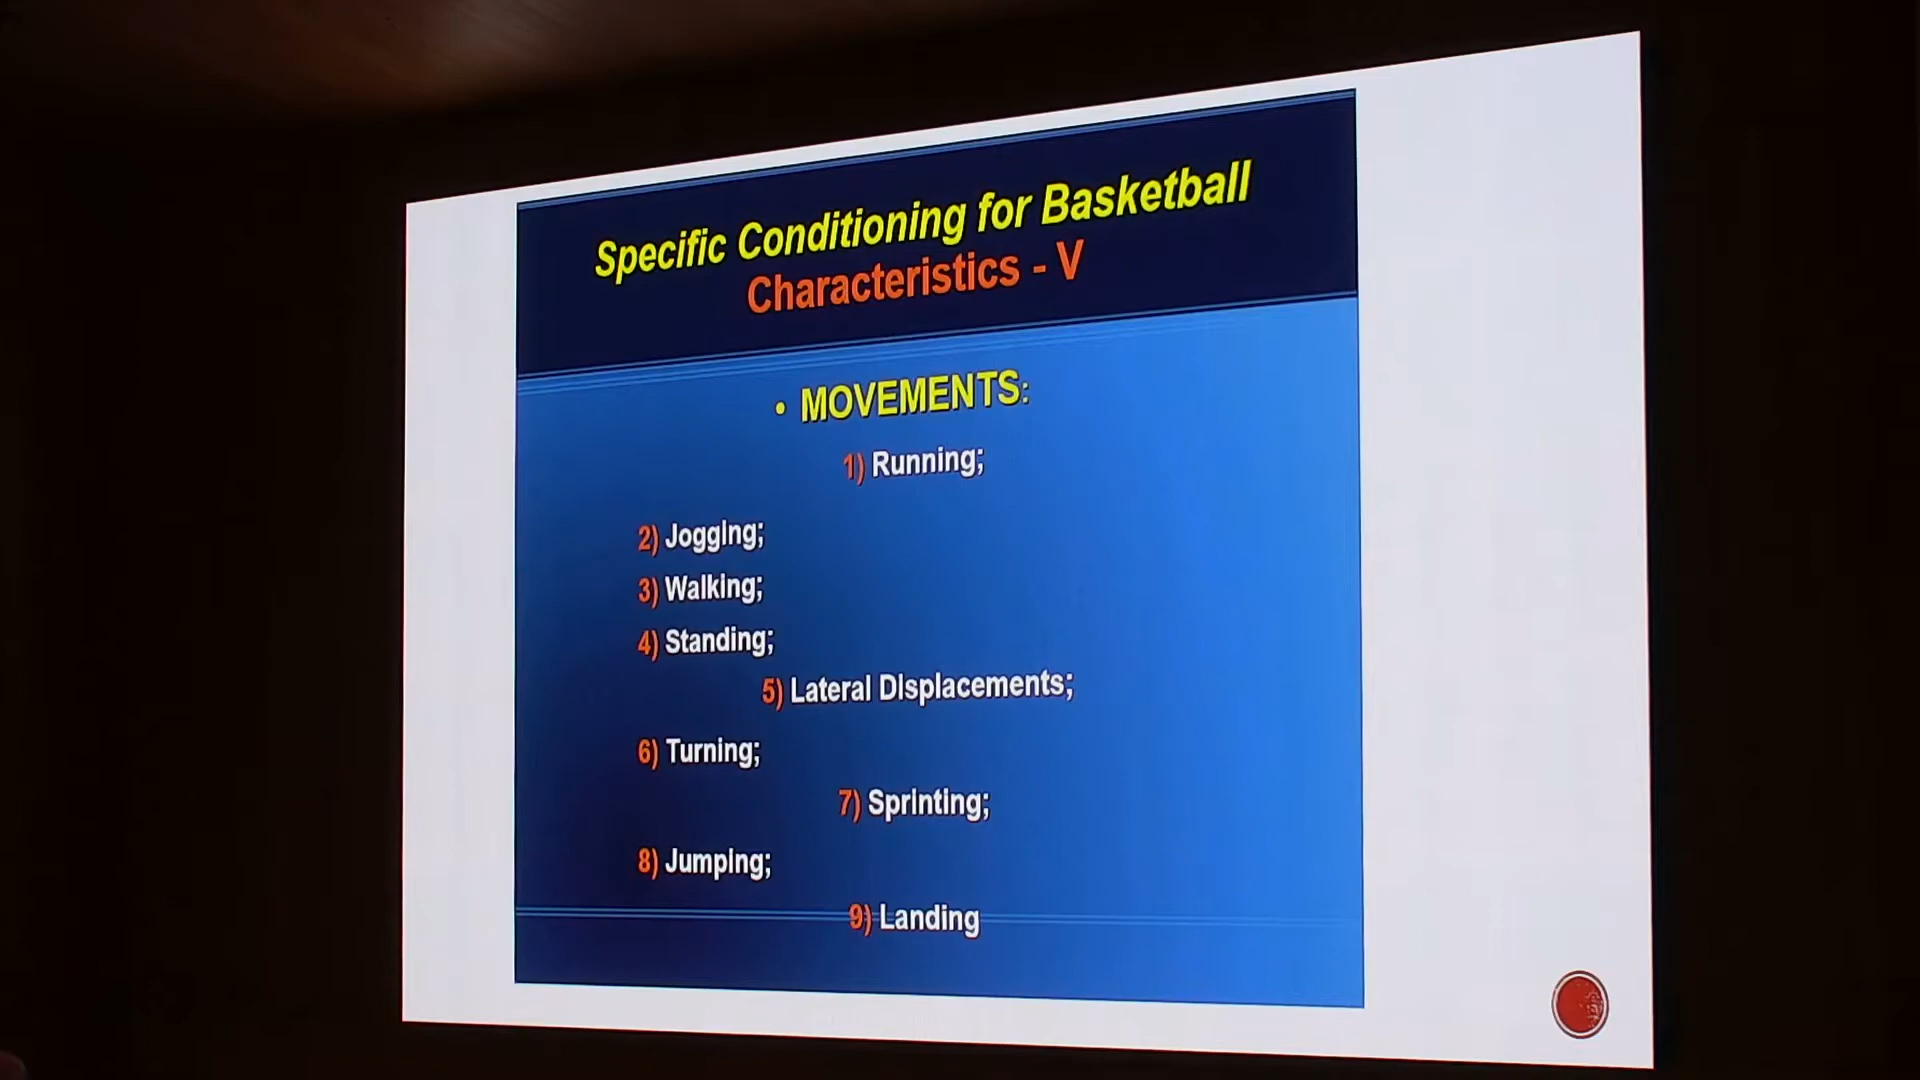 Specific Conditioning for Basketball
Characteristics - V
• MOVEMENTS:
1) Running;
2) Jogging;
3) Walking;
4) Standing;
5) Lateral Displacements;
6) Turning;
7) Sprinting;
8) Jumping;
9) Landing